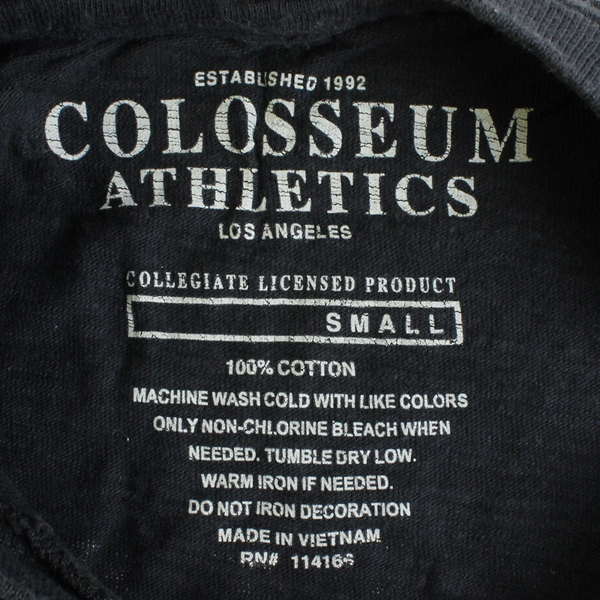 ESTABLISHED 1992
COLOSSEUM
ATHLETICS
LOS ANGELES
COLLEGIATE LICENSED PRODUCT
SMALL
100% COTTON
MACHINE WASH COLD WITH LIKE COLORS
ONLY NON-CHLORINE BLEACH WHEN
NEEDED. TUMBLE DRY LOW.
WARM IRON IF NEEDED.
DO NOT IRON DECORATION
MADE IN VIETNAM
RN# 114166